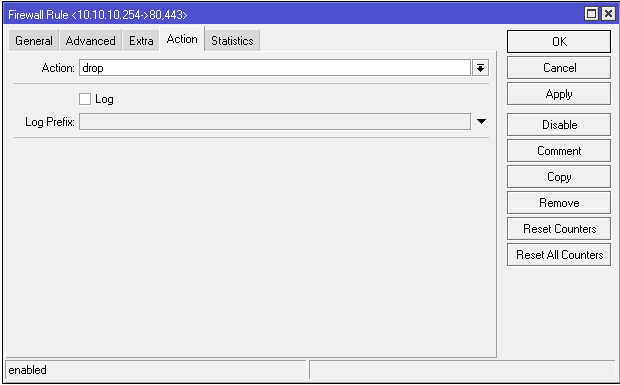 Firewall Rule <10.10.10.254->80,443>
General Advanced Extra Action Statistics
Action: drop
Log
Log Prefix:
OK
Cancel
Apply
Disable
Comment
Copy
Remove
Reset Counters
Reset All Counters
enabled